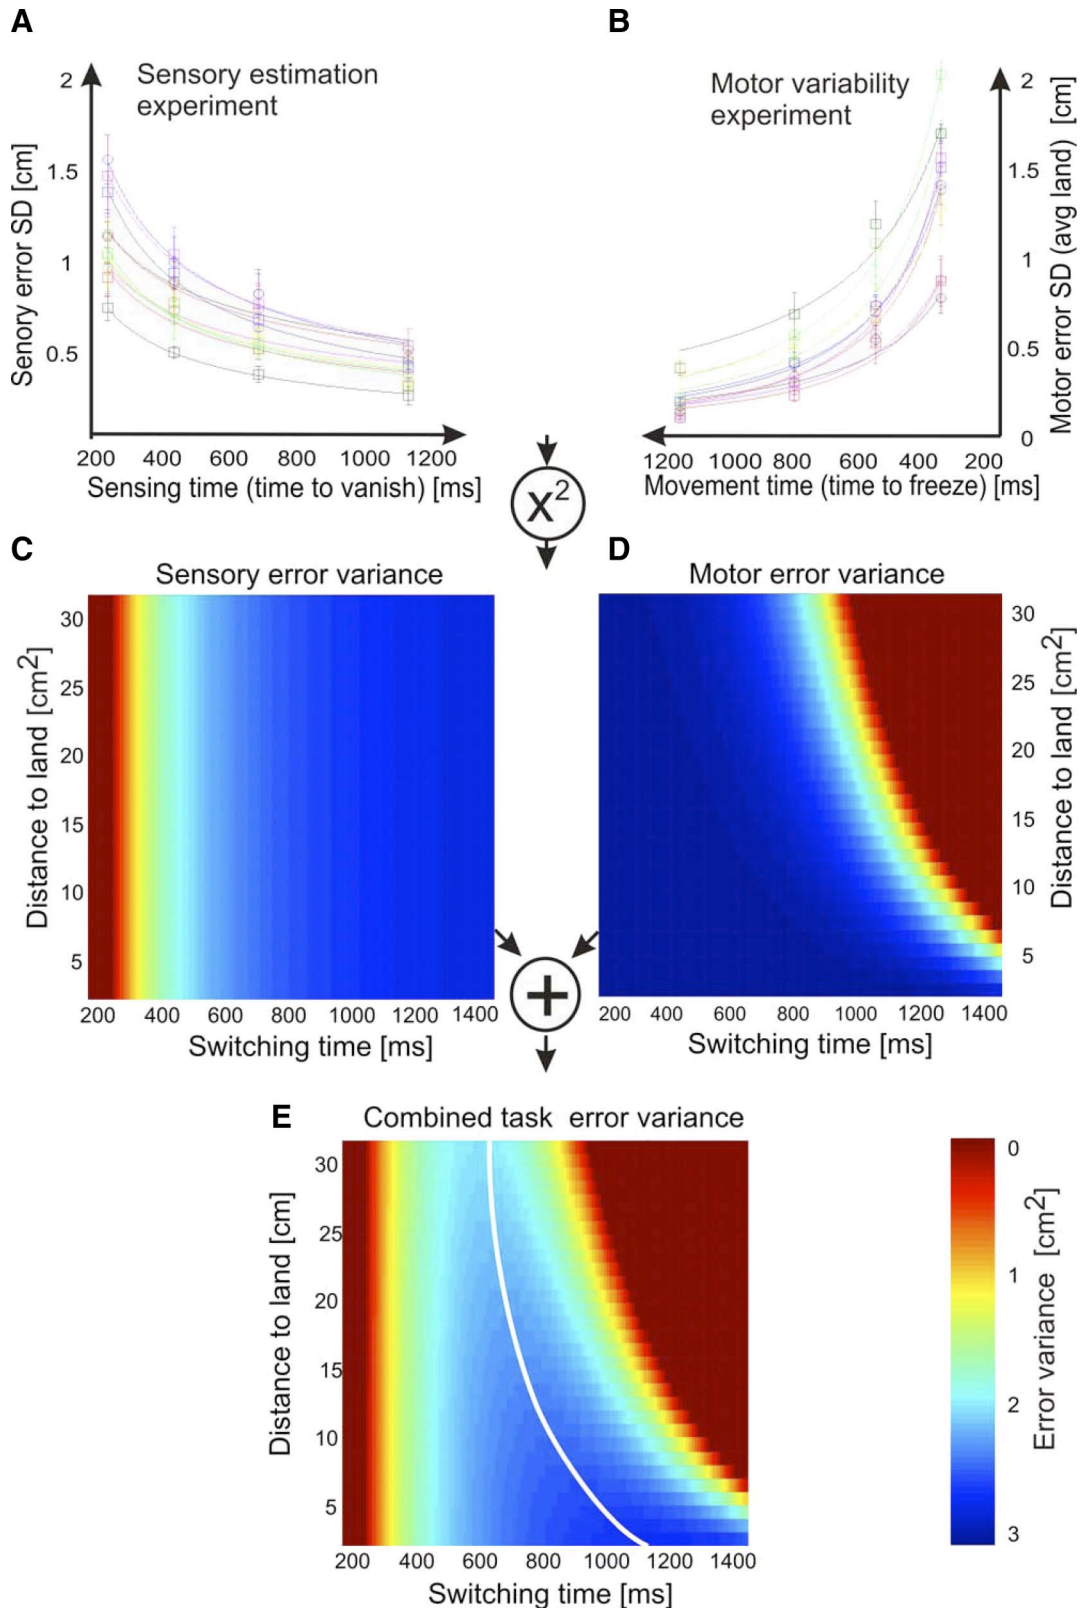 A
Sensory estimation
experiment
Senory error SD [cm]
2
1.5
1
0.5
200 400 600 800 1000 1200
Sensing time (time to vanish) [ms]
B
Motor variability
experiment
Motor error SD (avg land) [cm]
2
1.5
1
0.5
0
1200 1000 800 600 400 200
Movement time (time to freeze) [ms]
x²
C
Sensory error variance
Distance to land [cm²]
30
25
20
15
10
5
200 400 600 800 1000 1200 1400
Switching time [ms]
D
Motor error variance
Distance to land [cm²]
30
25
20
15
10
5
200 400 600 800 1000 1200 1400
Switching time [ms]
+
E
Combined task error variance
Distance to land [cm]
30
25
20
15
10
5
200 400 600 800 1000 1200 1400
Switching time [ms]
0
1
2
3
Error variance [cm²]